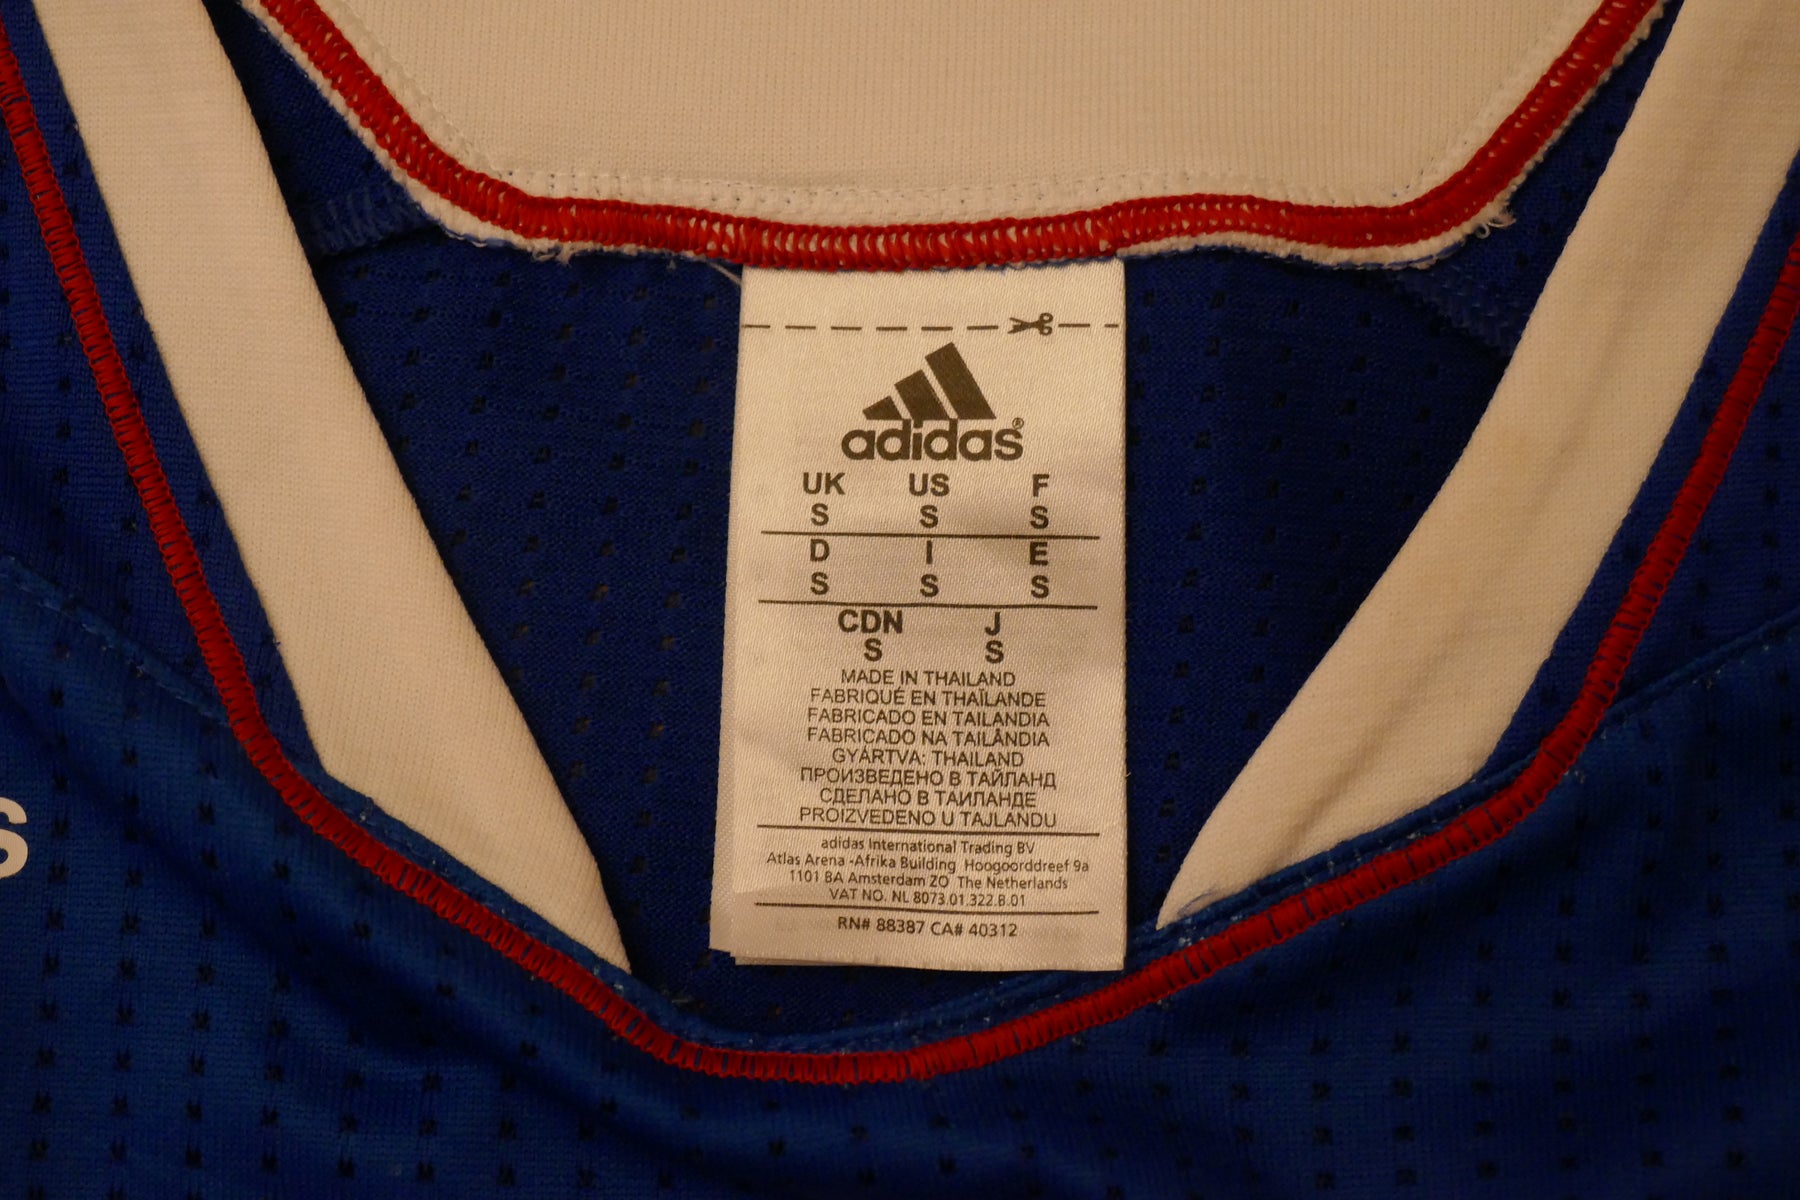 adidas®
UK US F
S S S
D I E
S S S
CDN J
S S
MADE IN THAILAND
FABRIQUÉ EN THAÏLANDE
FABRICADO EN TAILANDIA
FABRICADO NA TAILÂNDIA
GYÁRTVA: THAILAND
ПРОИЗВЕДЕНО В ТАЙЛАНД
СДЕЛАНО В ТАИЛАНДЕ
PROIZVEDENO U TAJLANDU
adidas International Trading BV
Atlas Arena -Afrika Building Hoogoorddreef 9a
1101 BA Amsterdam ZO The Netherlands
VAT NO. NL 8073.01.322.B.01
RN# 88387 CA# 40312
s